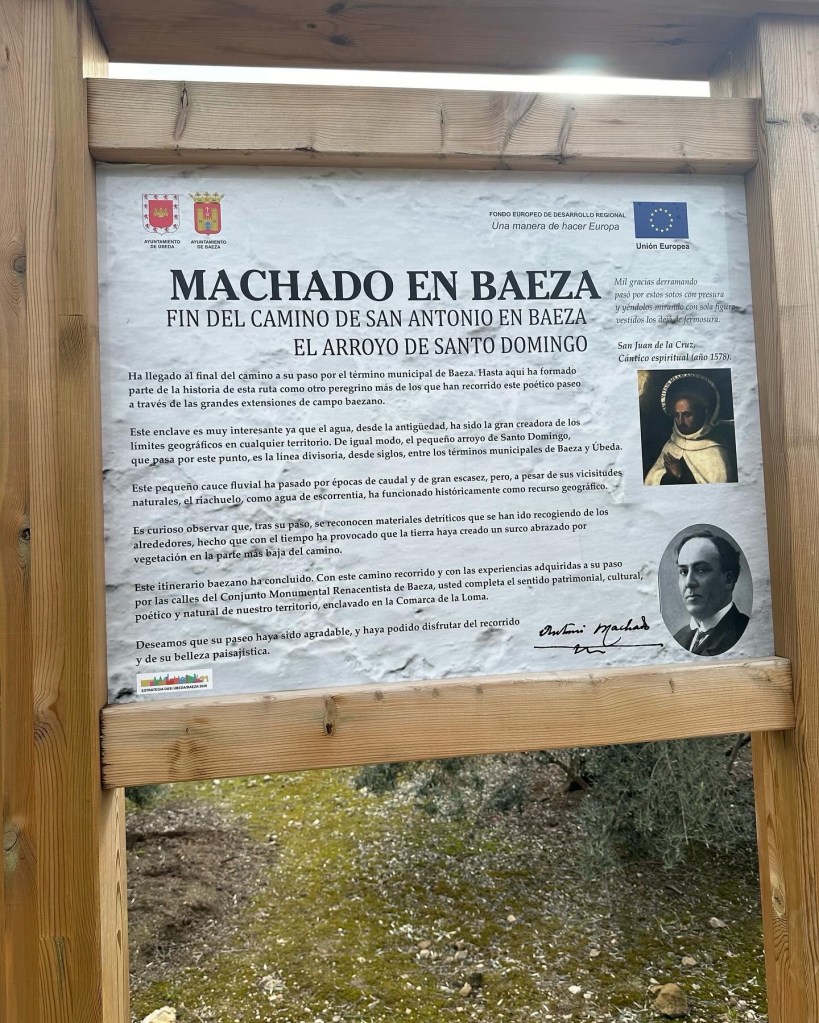 AYUNTAMIENTO
DE ÚBEDA
AYUNTAMIENTO
DE BAEZA
FONDO EUROPEO DE DESARROLLO REGIONAL
Una manera de hacer Europa
Unión Europea
MACHADO EN BAEZA
FIN DEL CAMINO DE SAN ANTONIO EN BAEZA
EL ARROYO DE SANTO DOMINGO
Mil gracias derramando
pasó por estos sotos con presura
y yéndolos mirando con sola figura
vestidos los dejó de fermosura.
San Juan de la Cruz,
Cántico espiritual (año 1578).
Ha llegado al final del camino a su paso por el término municipal de Baeza. Hasta aquí ha formado
parte de la historia de esta ruta como otro peregrino más de los que han recorrido este poético paseo
a través de las grandes extensiones de campo baezano.
Este enclave es muy interesante ya que el agua, desde la antigüedad, ha sido la gran creadora de los
límites geográficos en cualquier territorio. De igual modo, el pequeño arroyo de Santo Domingo,
que pasa por este punto, es la línea divisoria, desde siglos, entre los términos municipales de Baeza y Úbeda.
Este pequeño cauce fluvial ha pasado por épocas de caudal y de gran escasez, pero, a pesar de sus vicisitudes
naturales, el riachuelo, como agua de escorrentía, ha funcionado históricamente como recurso geográfico.
Es curioso observar que, tras su paso, se reconocen materiales detríticos que se han ido recogiendo de los
alrededores, hecho que con el tiempo ha provocado que la tierra haya creado un surco abrazado por
vegetación en la parte más baja del camino.
Este itinerario baezano ha concluido. Con este camino recorrido y con las experiencias adquiridas a su paso
por las calles del Conjunto Monumental Renacentista de Baeza, usted completa el sentido patrimonial, cultural,
poético y natural de nuestro territorio, enclavado en la Comarca de la Loma.
Deseamos que su paseo haya sido agradable, y haya podido disfrutar del recorrido
y de su belleza paisajística.
Antonio Machado
ESTRATEGIA DUSI ÚBEDA/BAEZA 2020